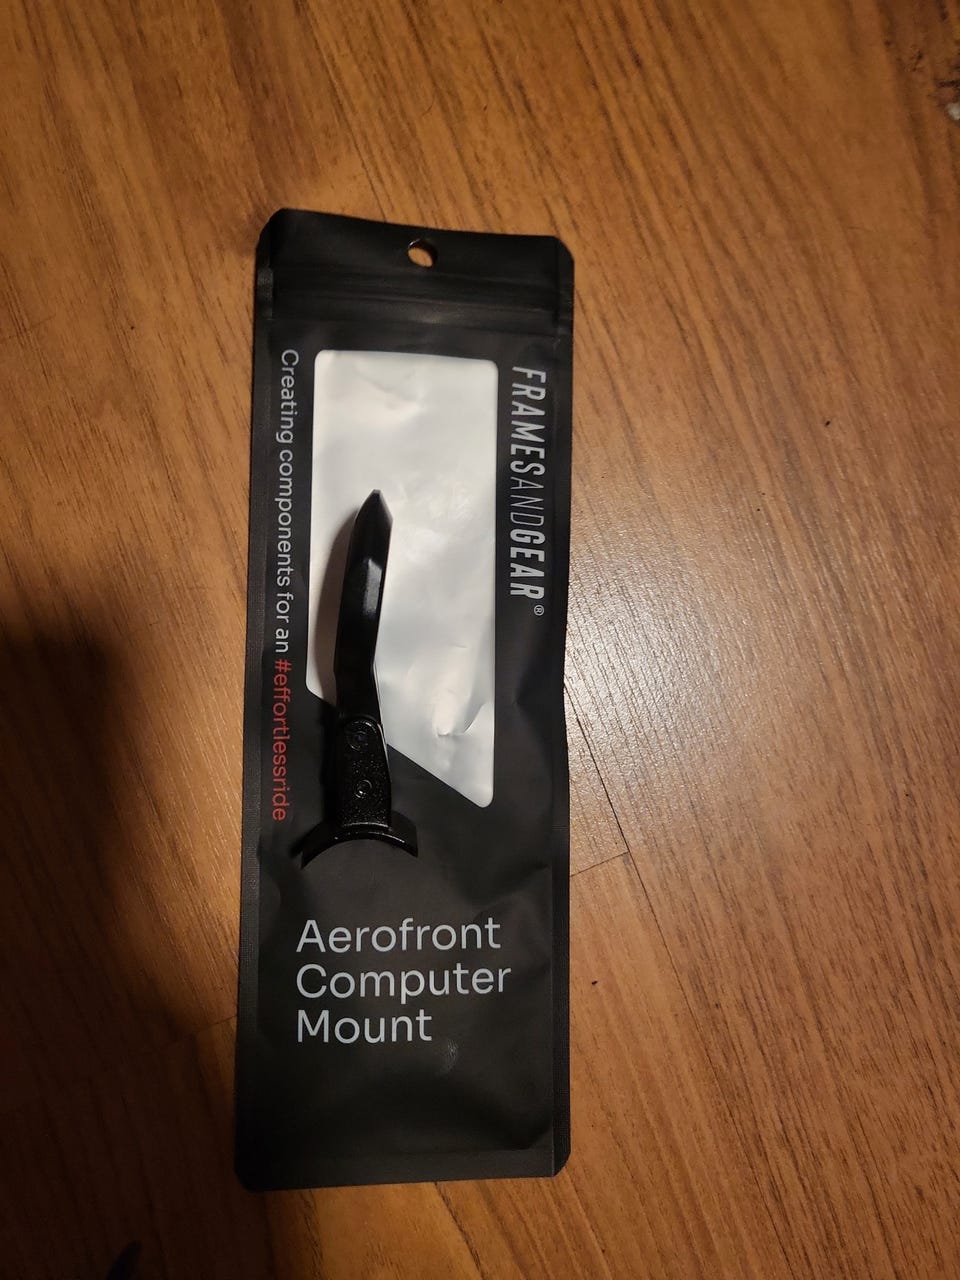 FRAMESANDGEAR®
Creating components for an #effortlessride
Aerofront
Computer
Mount